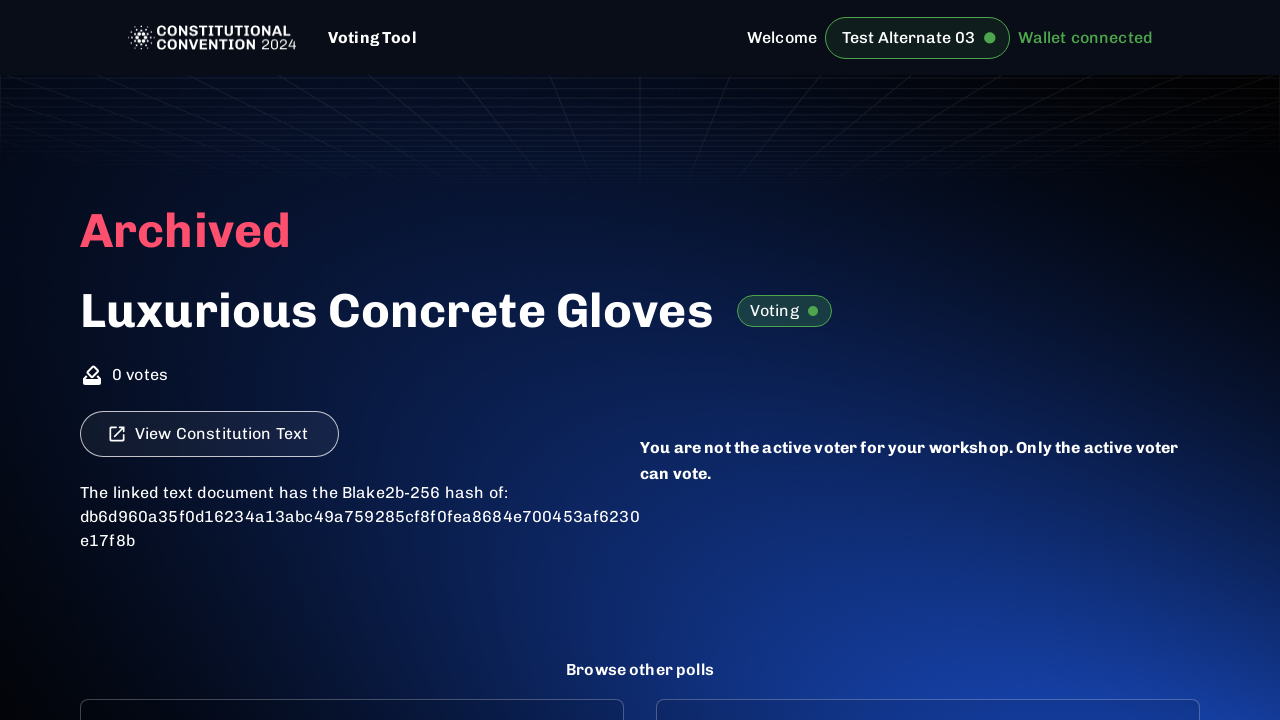 CONSTITUTIONAL
CONVENTION 2024
Voting Tool
Welcome
Test Alternate 03
Wallet connected
Archived
Luxurious Concrete Gloves
Voting
0 votes
View Constitution Text
The linked text document has the Blake2b-256 hash of:
db6d960a35f0d16234a13abc49a759285cf8f0fea8684e700453af6230
e17f8b
You are not the active voter for your workshop. Only the active voter
can vote.
Browse other polls